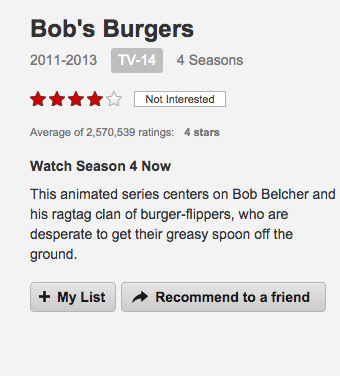 Bob's Burgers
2011-2013 TV-14 4 Seasons
Not Interested
Average of 2,570,539 ratings: 4 stars
Watch Season 4 Now
This animated series centers on Bob Belcher and
his ragtag clan of burger-flippers, who are
desperate to get their greasy spoon off the
ground.
+ My List Recommend to a friend